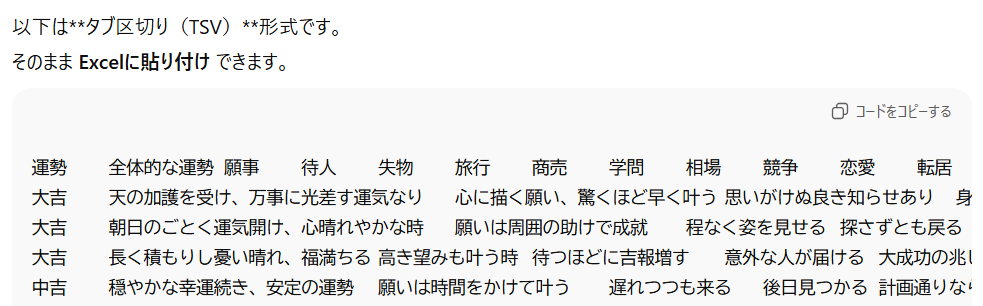 以下は**タブ区切り（TSV）**形式です。
そのまま Excelに貼り付け できます。
コードをコピーする
運勢 全体的な運勢 願事 待人 失物 旅行 商売 学問 相場 競争 恋愛 転居
大吉 天の加護を受け、万事に光差す運気なり 心に描く願い、驚くほど早く叶う 思いがけぬ良き知らせあり 身
大吉 朝日のごとく運気開け、心晴れやかな時 願いは周囲の助けで成就 程なく姿を見せる 探さずとも戻る
大吉 長く積もりし憂い晴れ、福満ちる 高き望みも叶う時 待つほどに吉報増す 意外な人が届ける 大成功の兆し
中吉 穏やかな幸運続き、安定の運勢 願いは時間をかけて叶う 遅れつつも来る 後日見つかる 計画通りなら